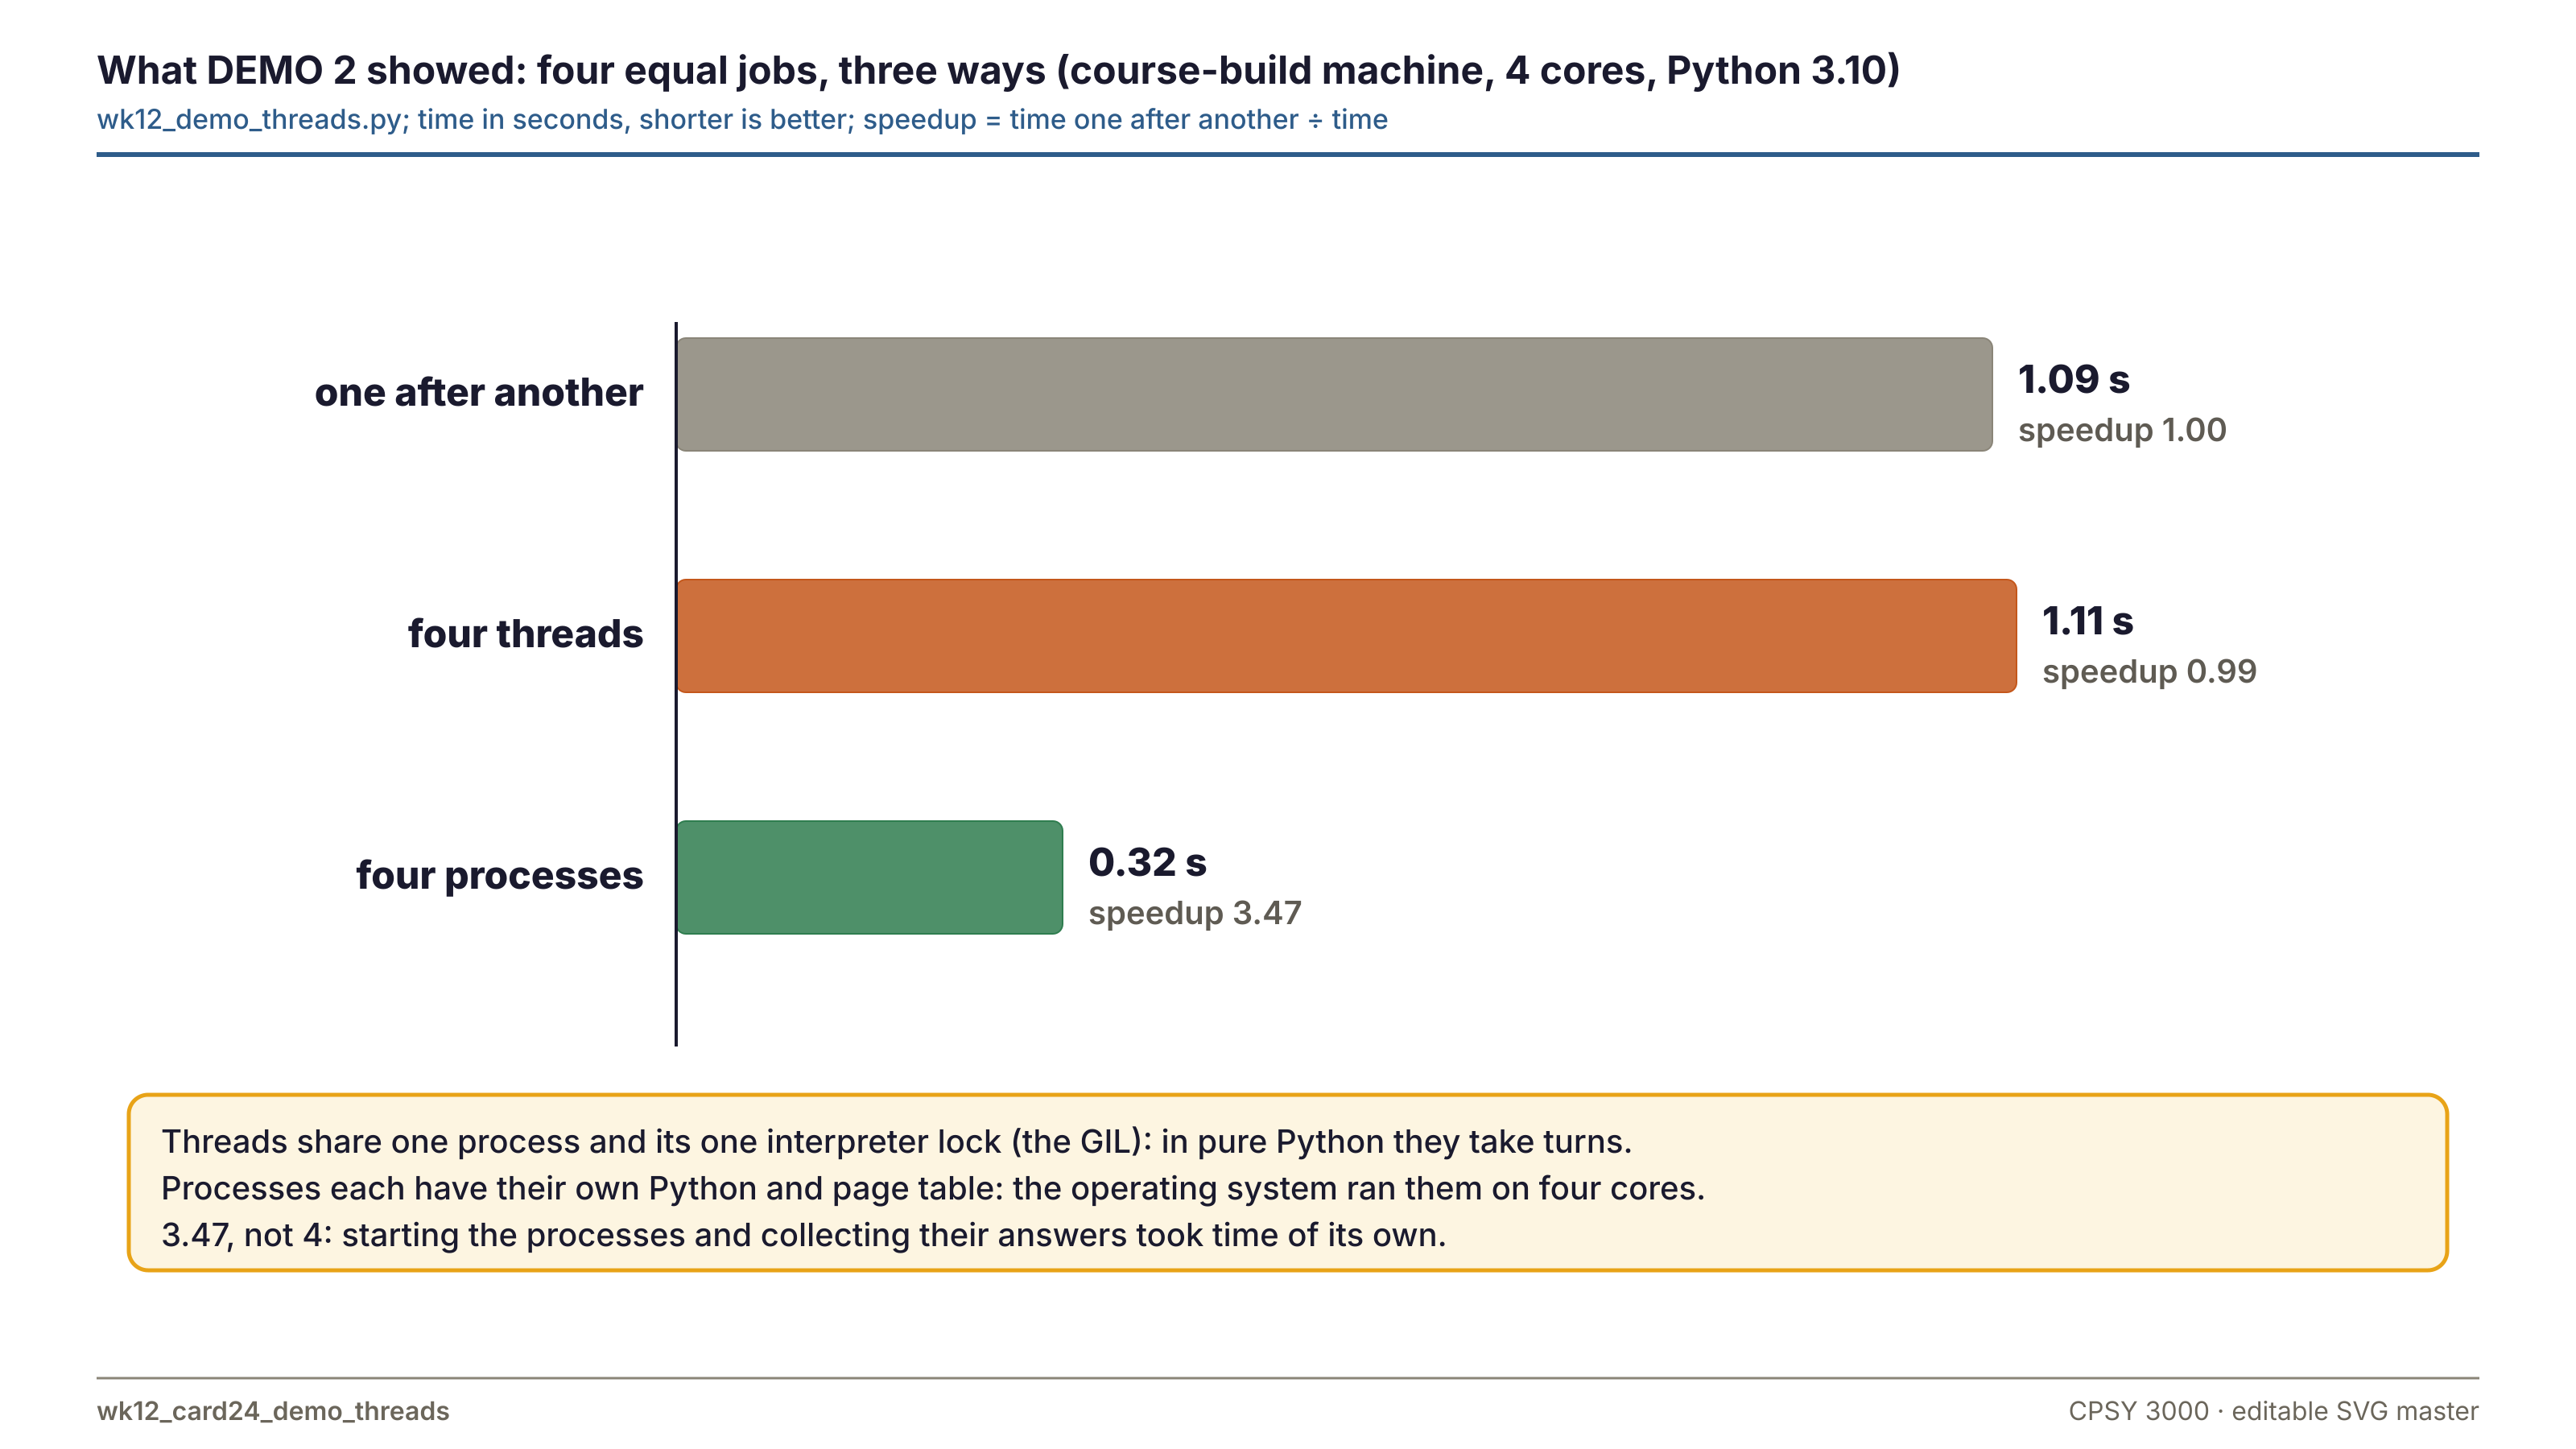 What DEMO 2 showed: four equal jobs, three ways (course-build machine, 4 cores, Python 3.10)
wk12_demo_threads.py; time in seconds, shorter is better; speedup = time one after another ÷ time
one after another
1.09 s
speedup 1.00
four threads
1.11 s
speedup 0.99
four processes
0.32 s
speedup 3.47
Threads share one process and its one interpreter lock (the GIL): in pure Python they take turns.
Processes each have their own Python and page table: the operating system ran them on four cores.
3.47, not 4: starting the processes and collecting their answers took time of its own.
wk12_card24_demo_threads
CPSY 3000 · editable SVG master